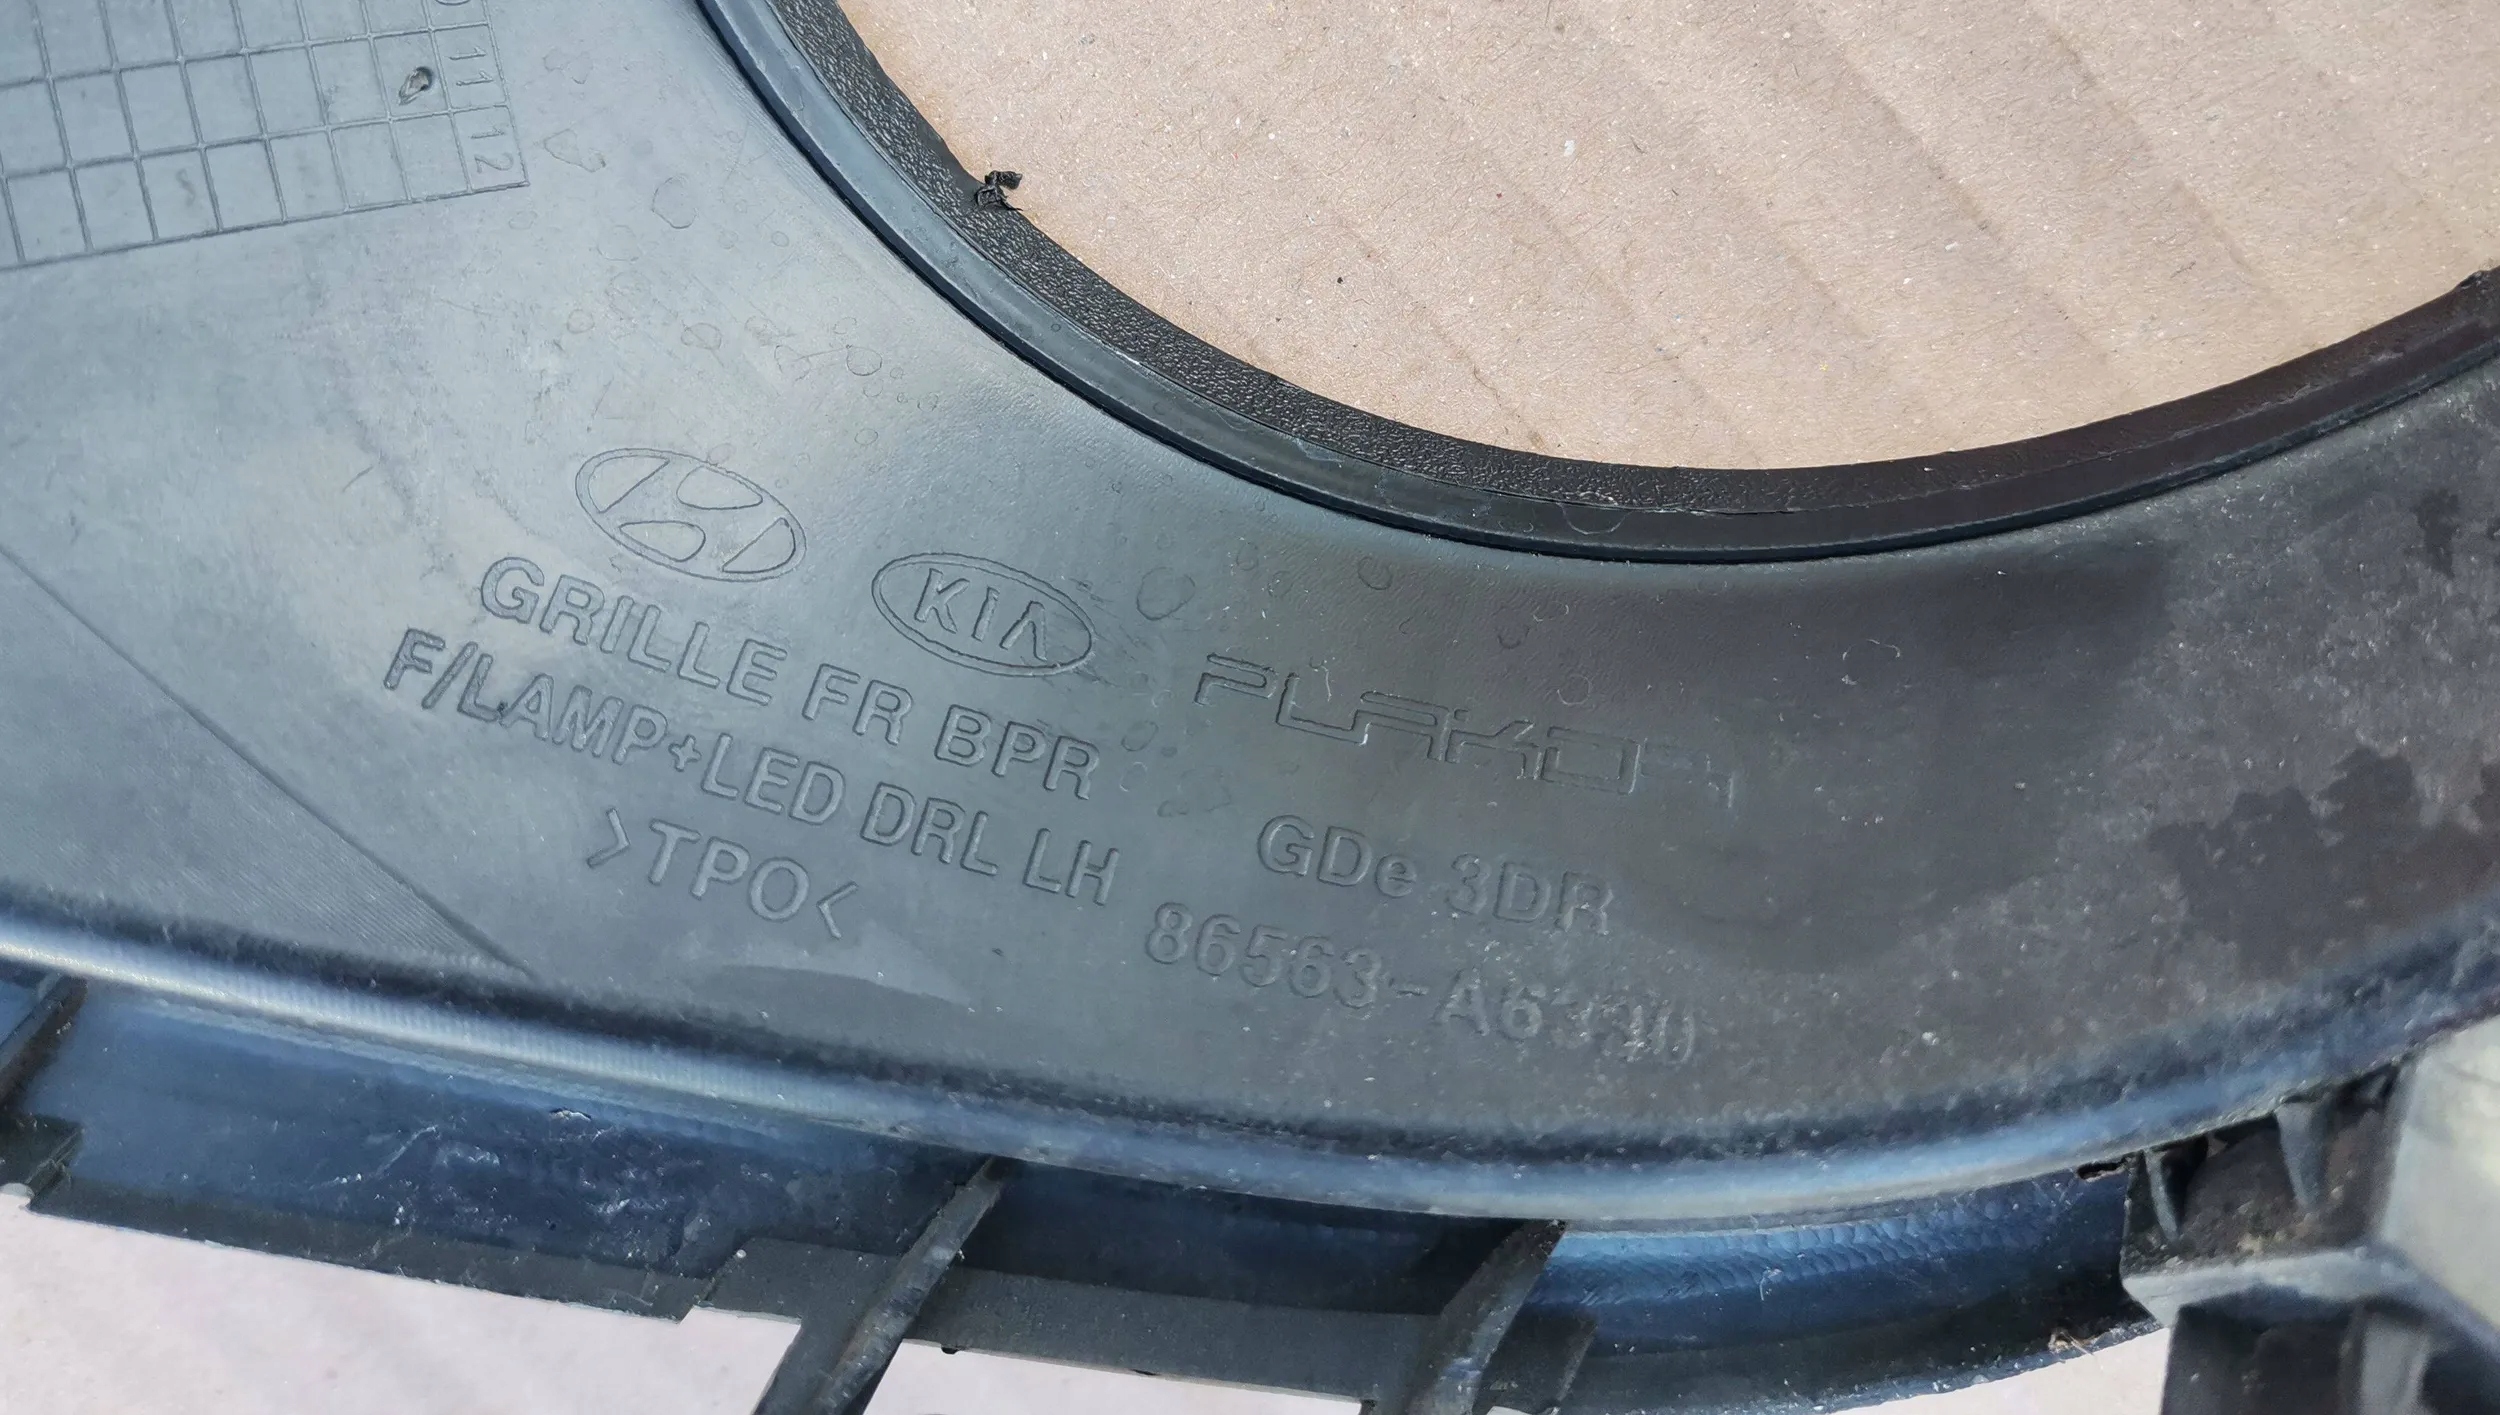 11
12
KIA
PLAKOR
GRILLE FR BPR
F/LAMP+LED DRL LH
>TPO<
GDe 3DR